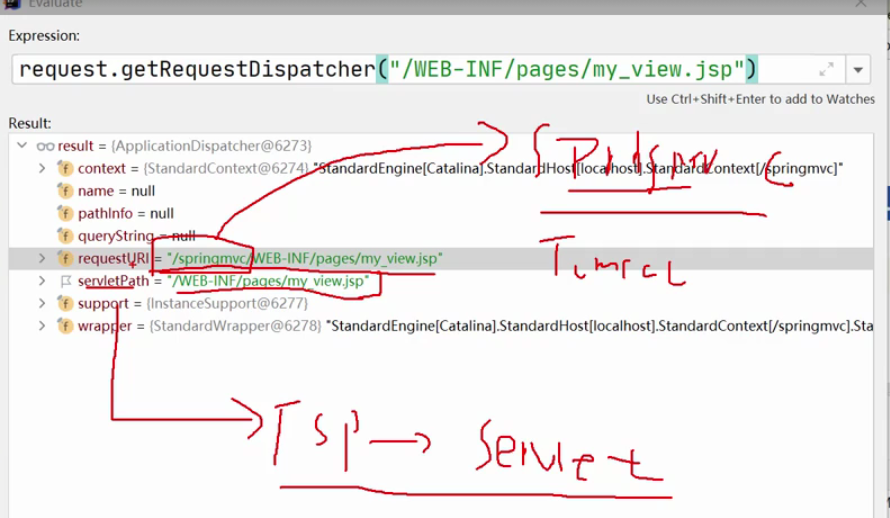 Evaluate
Expression:
request.getRequestDispatcher("/WEB-INF/pages/my_view.jsp")
Use Ctrl+Shift+Enter to add to Watches
Result:
result = {ApplicationDispatcher@6273}
context = {StandardContext@6274} "StandardEngine[Catalina].StandardHost[localhost].StandardContext[/springmvc]"
name = null
pathInfo = null
queryString = null
requestURI = "/springmvc/WEB-INF/pages/my_view.jsp"
servletPath = "/WEB-INF/pages/my_view.jsp"
support = {InstanceSupport@6277}
wrapper = {StandardWrapper@6278} "StandardEngine[Catalina].StandardHost[localhost].StandardContext[/springmvc].Sta
JSP → Servlet